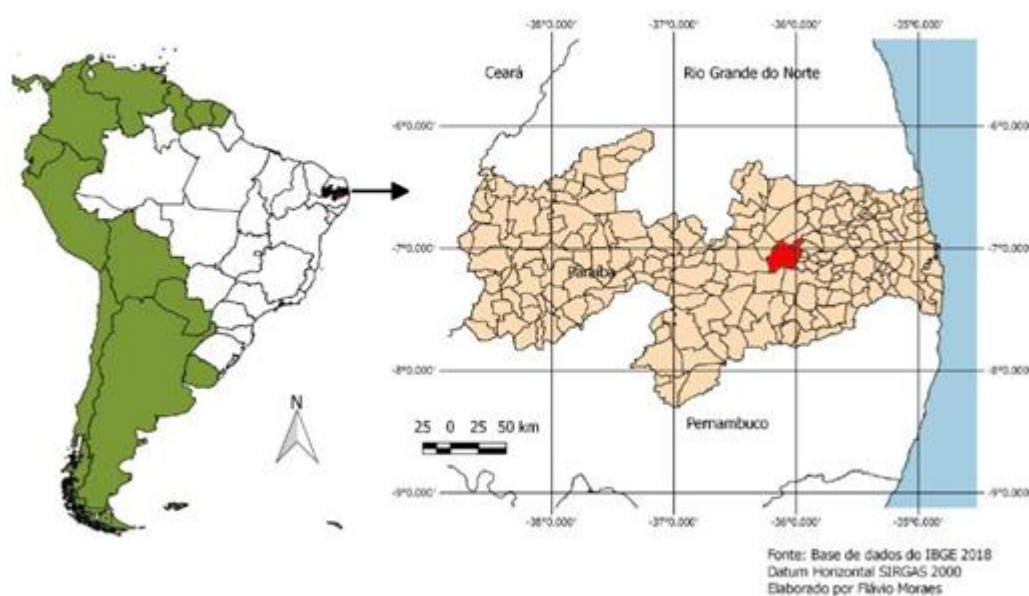 -38°0.000' -37°0.000' -36°0.000' -35°0.000'
Ceará
Rio Grande do Norte
-6°0.000' -6°0.000'
-7°0.000' -7°0.000'
Paraíba
-8°0.000' -8°0.000'
N
Pernambuco
25 0 25 50 km
-9°0.000' -9°0.000'
-38°0.000' -37°0.000' -36°0.000' -35°0.000'
Fonte: Base de dados do IBGE 2018
Datum Horizontal SIRGAS 2000
Elaborado por Flávio Moraes